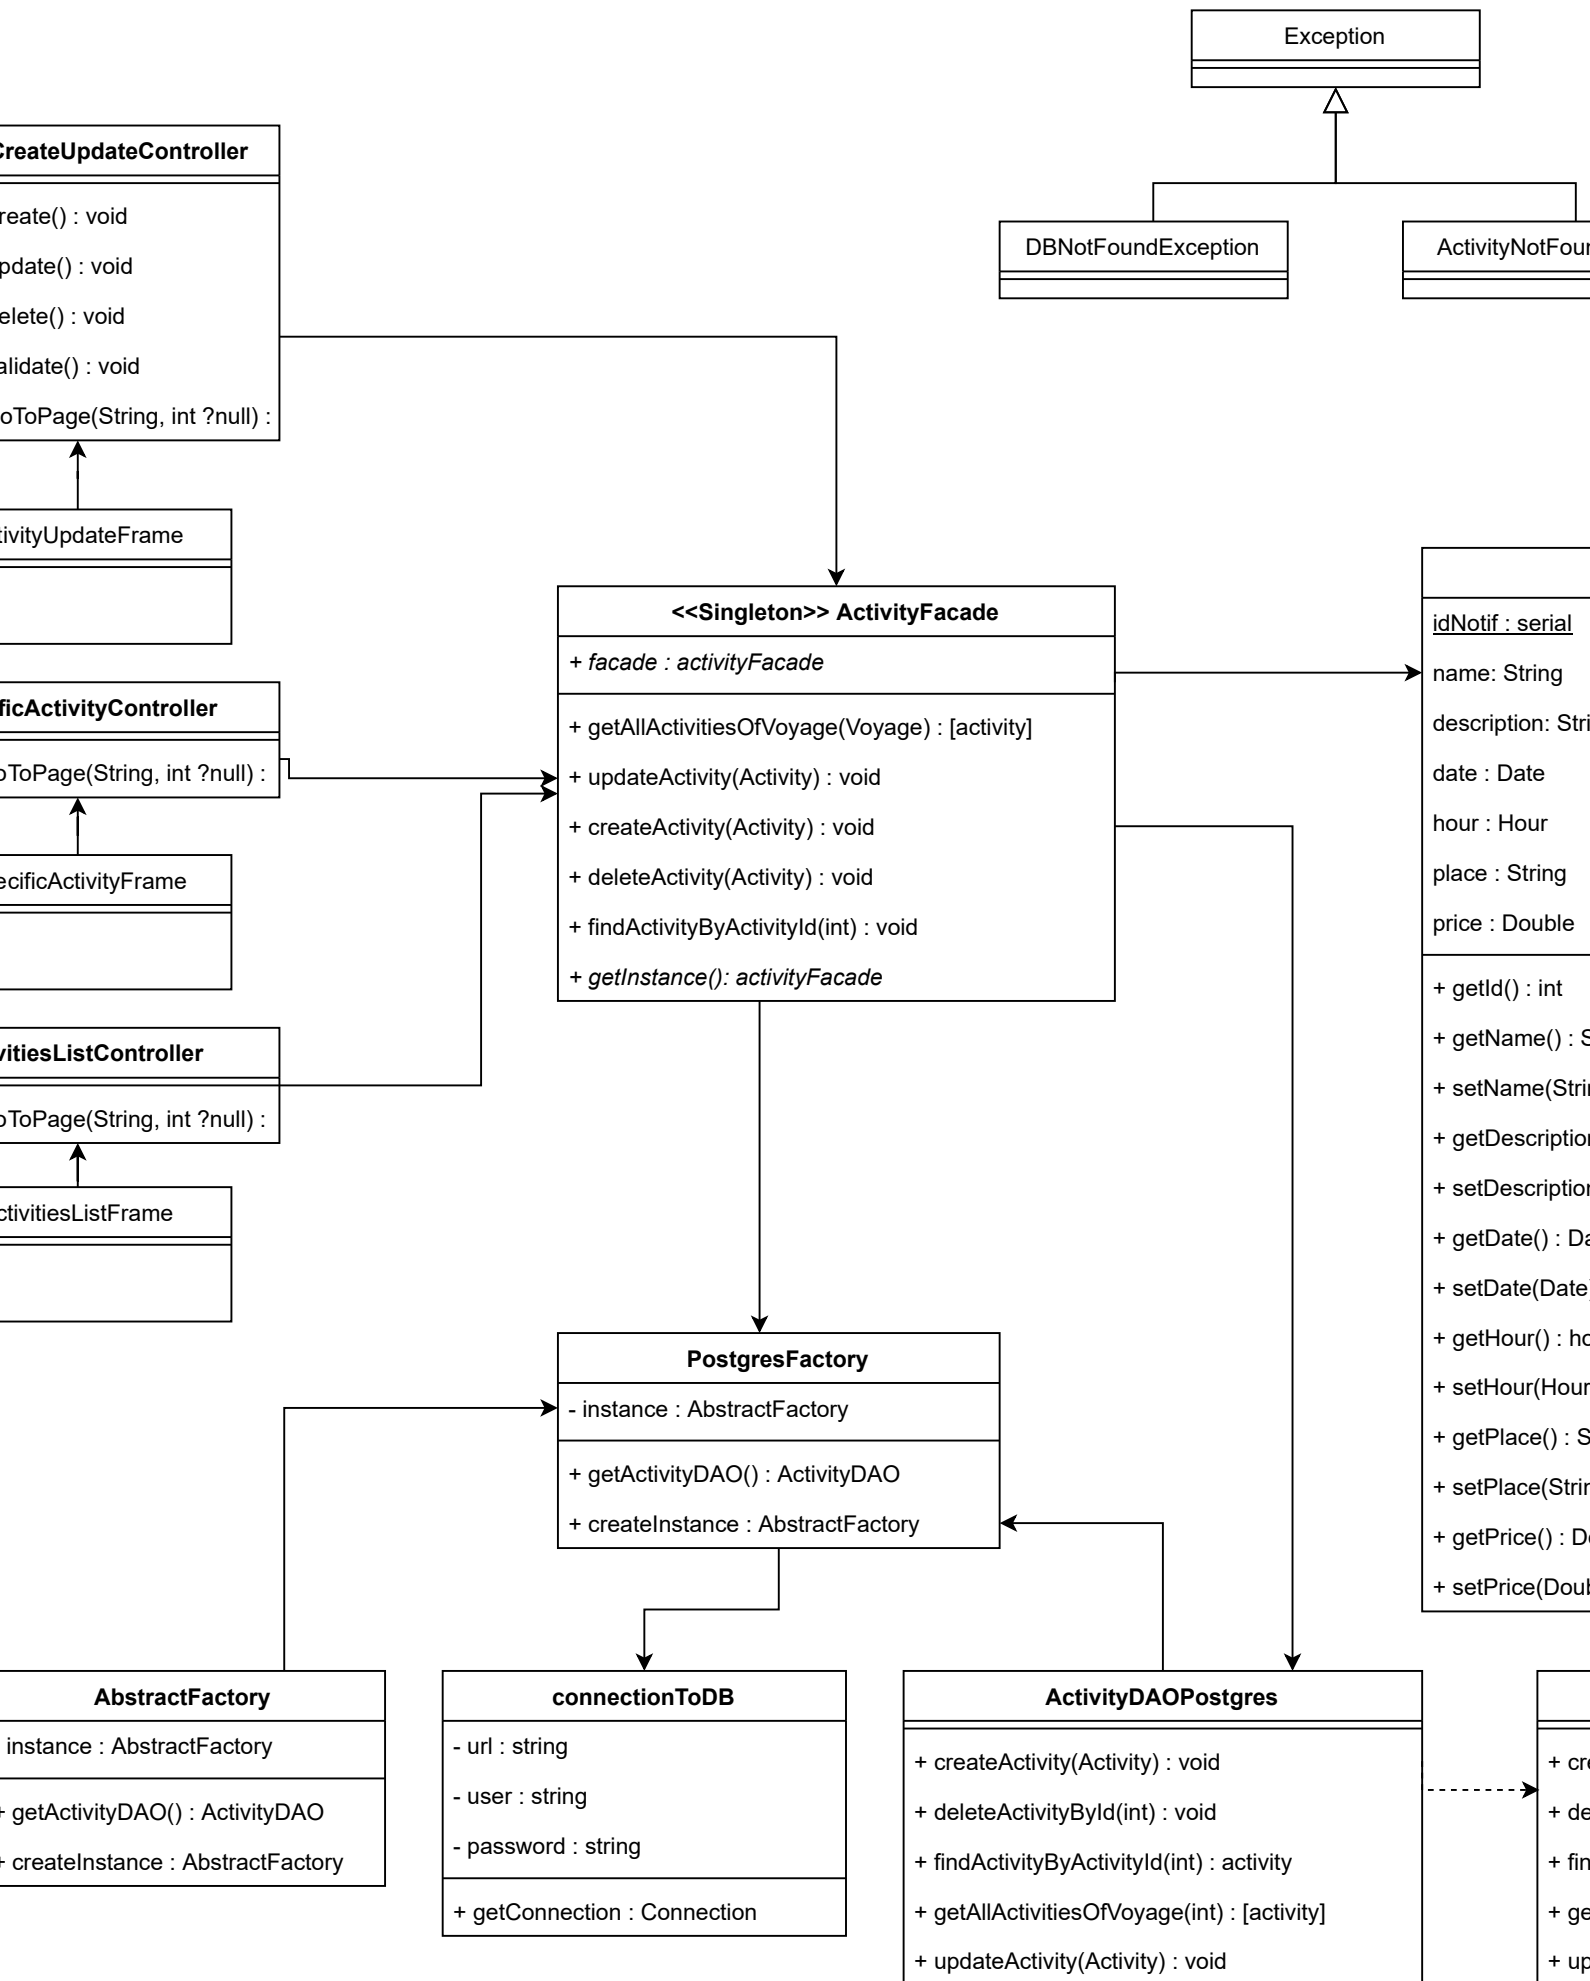 Exception
DBNotFoundException
ActivityNotFour
CreateUpdateController
reate() : void
pdate() : void
elete() : void
alidate() : void
oToPage(String, int ?null) :
tivityUpdateFrame
ficActivityController
oToPage(String, int ?null) :
ecificActivityFrame
vitiesListController
oToPage(String, int ?null) :
ctivitiesListFrame
<<Singleton>> ActivityFacade
+ facade : activityFacade
+ getAllActivitiesOfVoyage(Voyage) : [activity]
+ updateActivity(Activity) : void
+ createActivity(Activity) : void
+ deleteActivity(Activity) : void
+ findActivityByActivityId(int) : void
+ getInstance(): activityFacade
idNotif : serial
name: String
description: Stri
date : Date
hour : Hour
place : String
price : Double
+ getId() : int
+ getName() : S
+ setName(Strin
+ getDescription
+ setDescription
+ getDate() : Da
+ setDate(Date)
+ getHour() : ho
+ setHour(Hour
+ getPlace() : S
+ setPlace(Strin
+ getPrice() : Do
+ setPrice(Doub
PostgresFactory
- instance : AbstractFactory
+ getActivityDAO() : ActivityDAO
+ createInstance : AbstractFactory
AbstractFactory
instance : AbstractFactory
+ getActivityDAO() : ActivityDAO
+ createInstance : AbstractFactory
connectionToDB
- url : string
- user : string
- password : string
+ getConnection : Connection
ActivityDAOPostgres
+ createActivity(Activity) : void
+ deleteActivityById(int) : void
+ findActivityByActivityId(int) : activity
+ getAllActivitiesOfVoyage(int) : [activity]
+ updateActivity(Activity) : void
+ cre
+ de
+ fin
+ ge
+ up